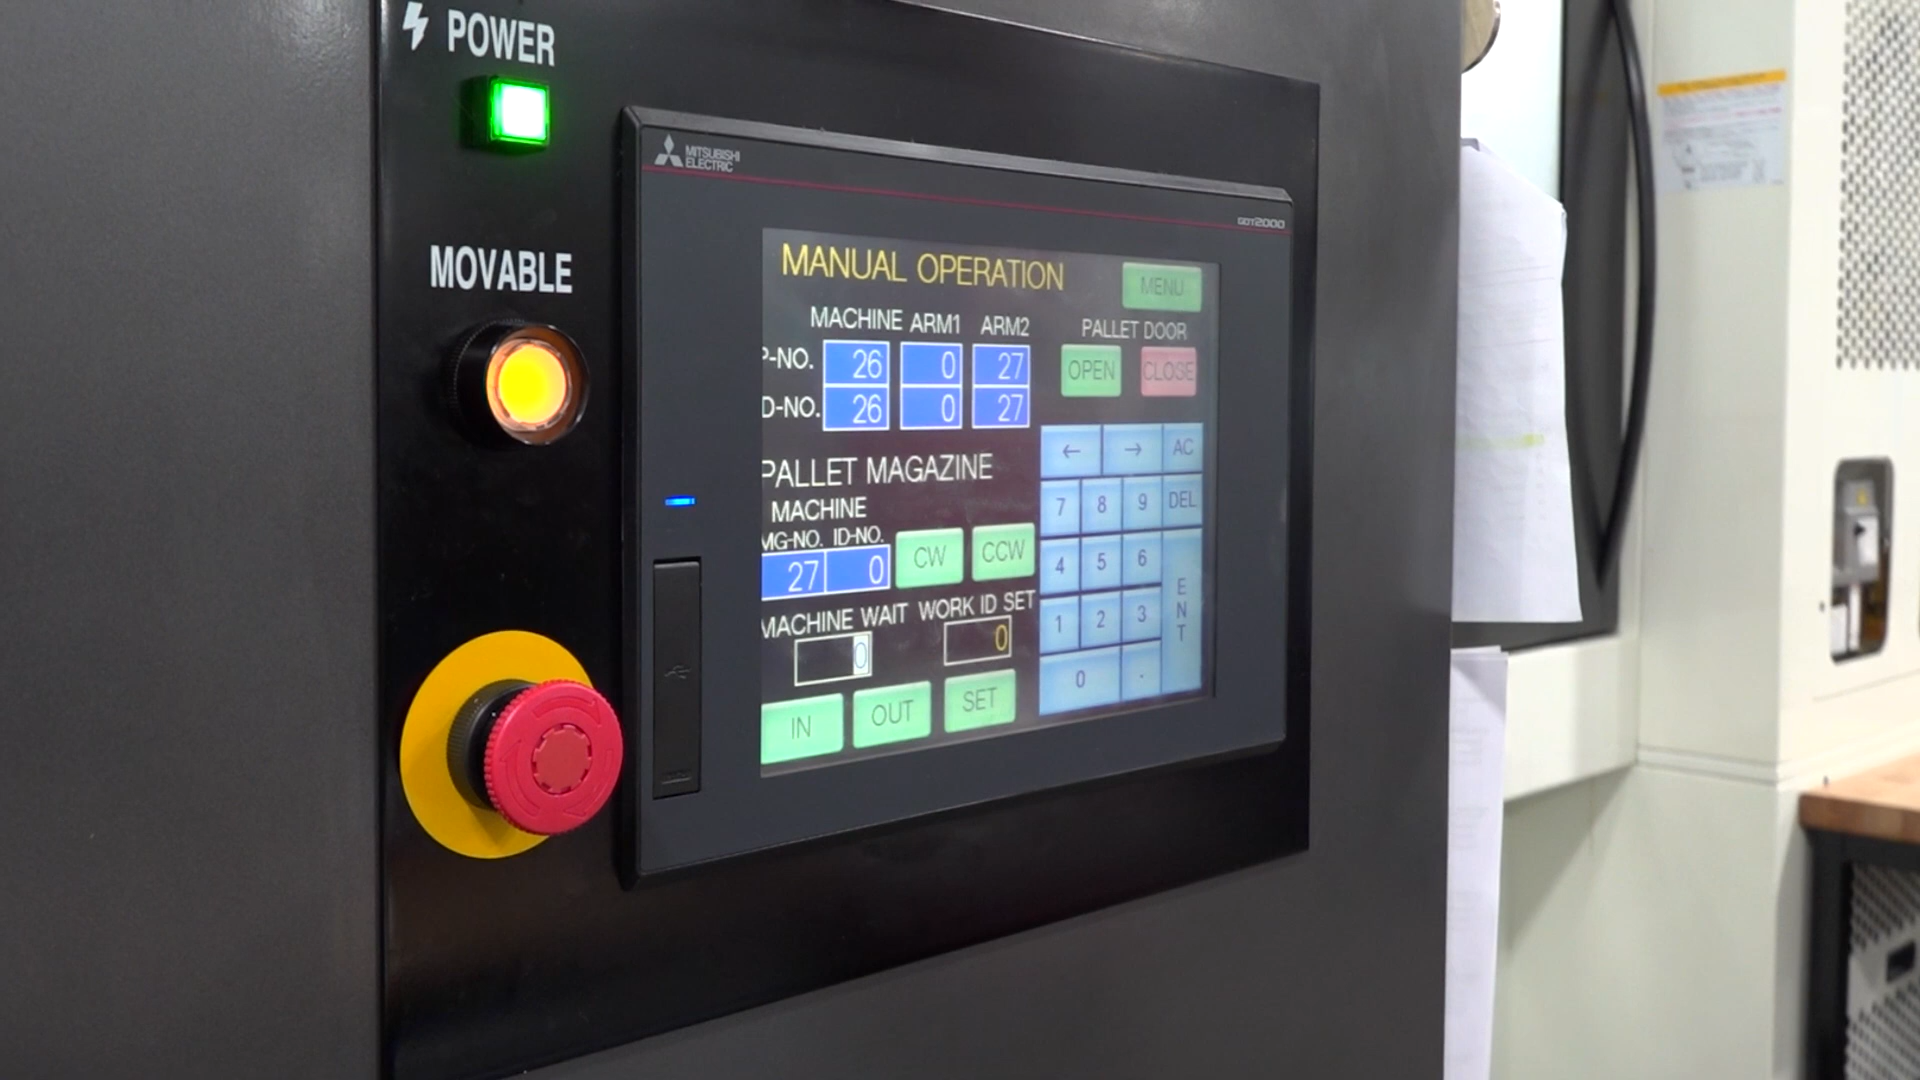 POWER
MOVABLE
MITSUBISHI
ELECTRIC
GOT2000
MANUAL OPERATION
MENU
MACHINE ARM1 ARM2
P-NO. 26 0 27
D-NO. 26 0 27
PALLET DOOR
OPEN CLOSE
PALLET MAGAZINE
MACHINE
MG-NO. ID-NO.
27 0
CW CCW
MACHINE WAIT WORK ID SET
0 0
IN OUT SET
← → AC
7 8 9 DEL
4 5 6
1 2 3 ENT
0 .